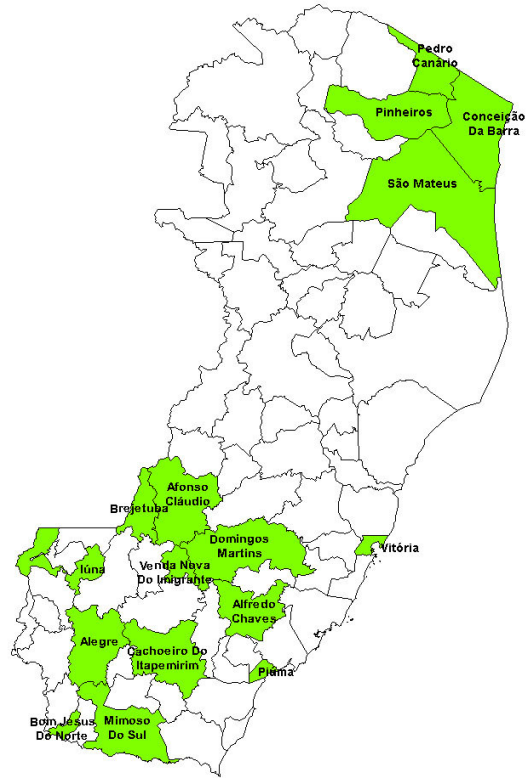 Pedro
Canário
Pinheiros
Conceição
Da Barra
São Mateus
Afonso
Cláudio
Brejetuba
Domingos
Martins
Vitória
Venda Nova
Do Imigrante
Iúna
Alfredo
Chaves
Alegre
Cachoeiro Do
Itapemirim
Piúma
Bom Jesus
Do Norte
Mimoso
Do Sul